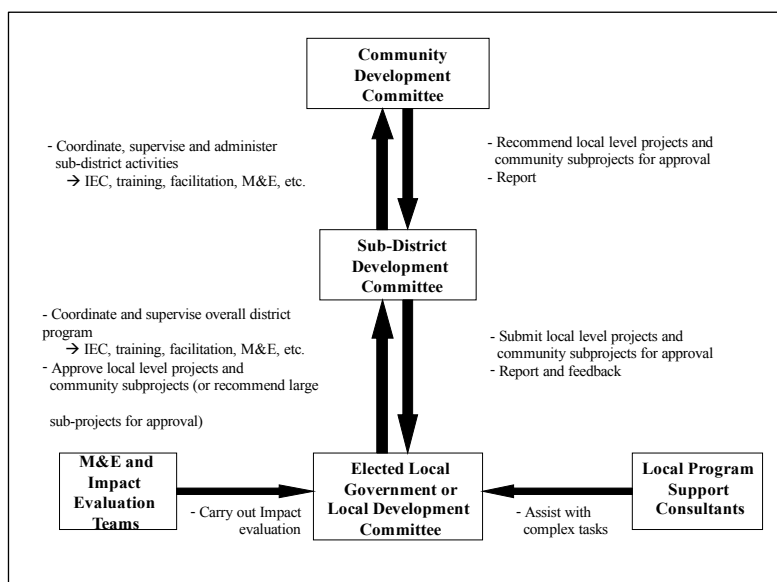 Community
Development
Committee
- Coordinate, supervise and administer
sub-district activities
→ IEC, training, facilitation, M&E, etc.
- Recommend local level projects and
community subprojects for approval
- Report
Sub-District
Development
Committee
- Coordinate and supervise overall district
program
→ IEC, training, facilitation, M&E, etc.
- Approve local level projects and
community subprojects (or recommend large
sub-projects for approval)
- Submit local level projects and
community subprojects for approval
- Report and feedback
M&E and
Impact
Evaluation
Teams
- Carry out Impact
evaluation
Elected Local
Government or
Local Development
Committee
- Assist with
complex tasks
Local Program
Support
Consultants